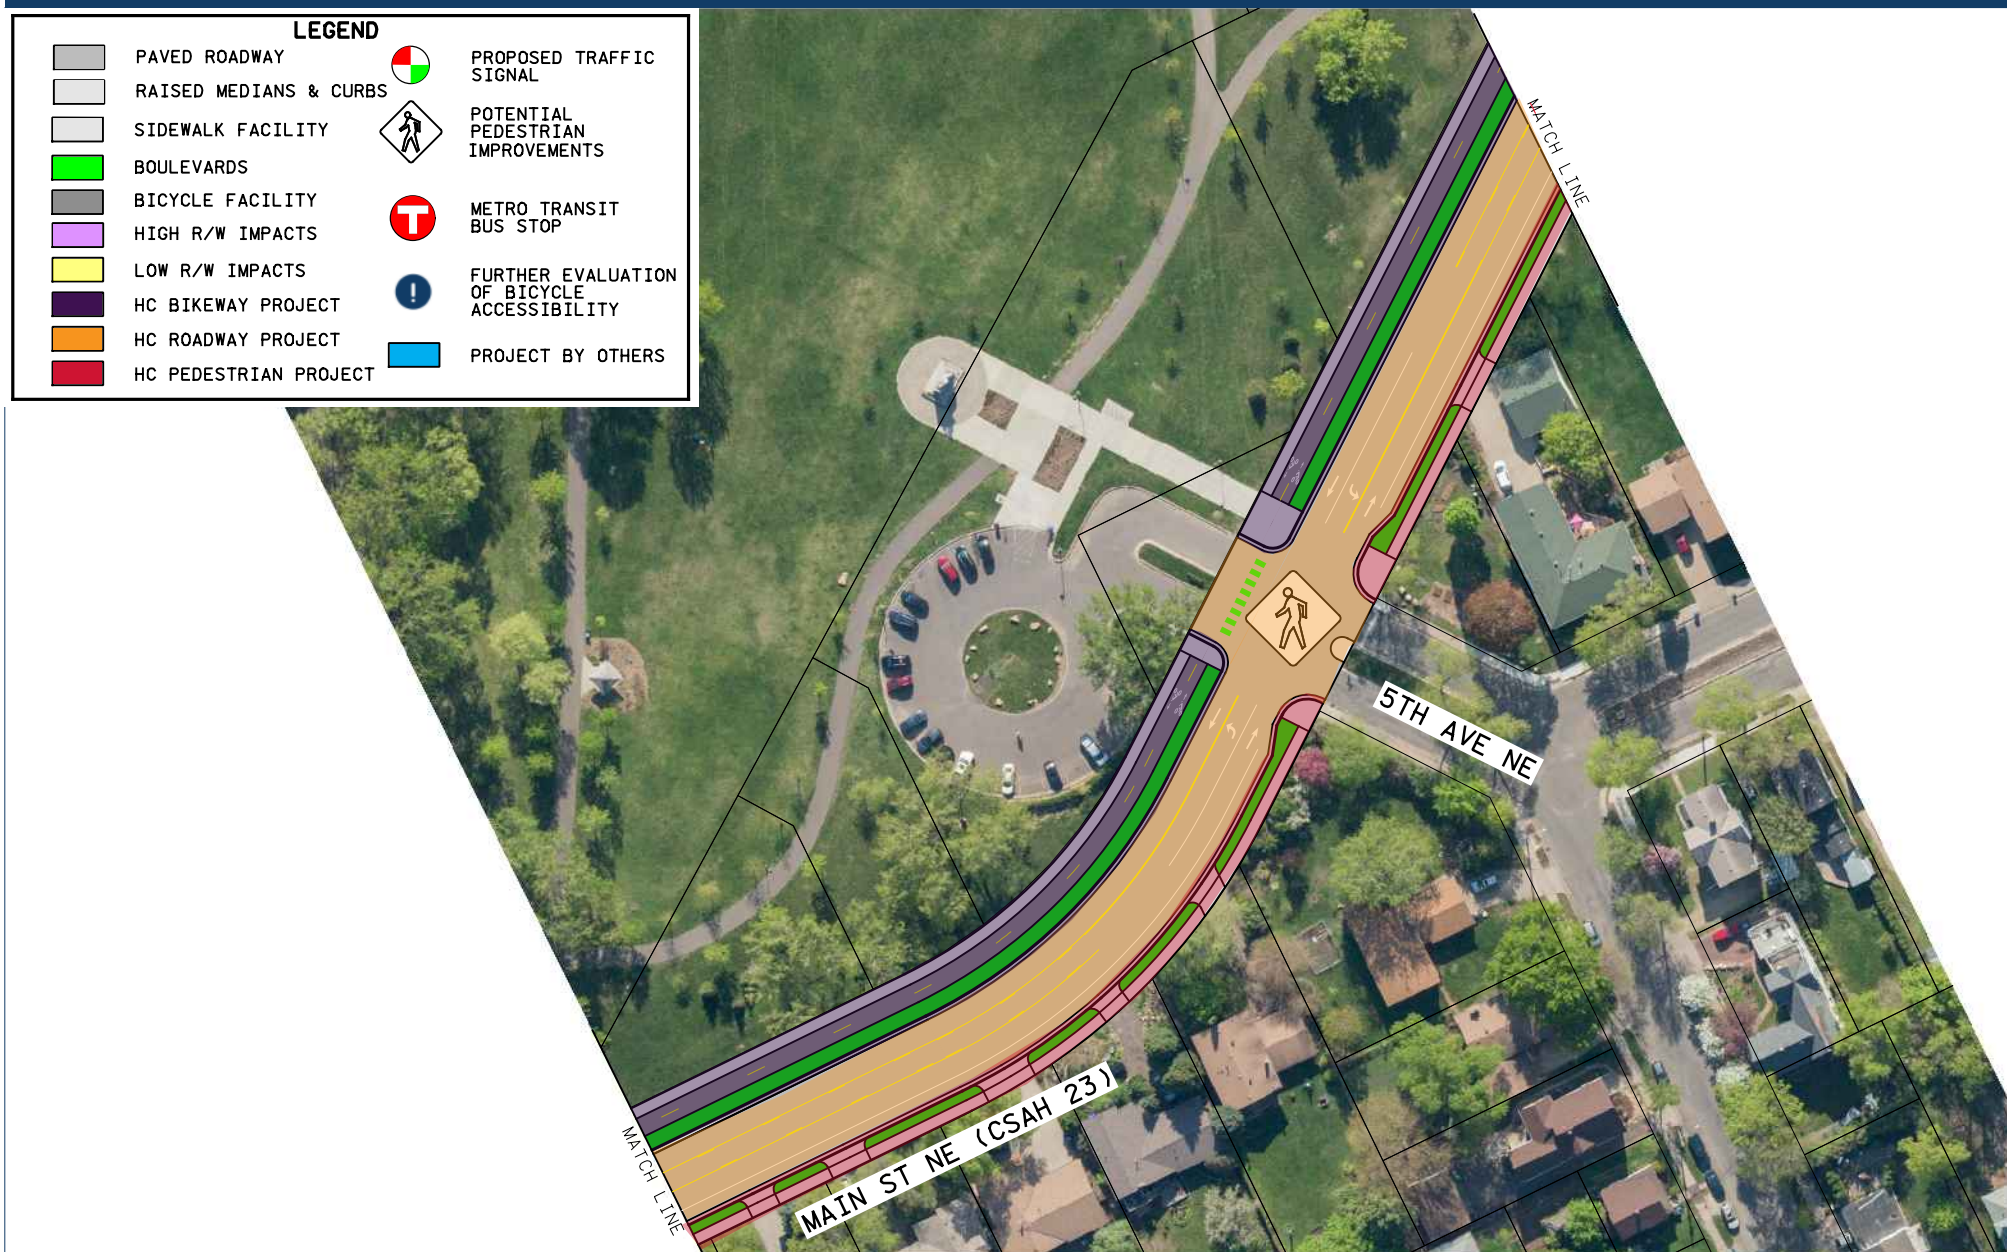 LEGEND
PAVED ROADWAY
RAISED MEDIANS & CURBS
SIDEWALK FACILITY
BOULEVARDS
BICYCLE FACILITY
HIGH R/W IMPACTS
LOW R/W IMPACTS
HC BIKEWAY PROJECT
HC ROADWAY PROJECT
HC PEDESTRIAN PROJECT
PROPOSED TRAFFIC
SIGNAL
POTENTIAL
PEDESTRIAN
IMPROVEMENTS
T
METRO TRANSIT
BUS STOP
!
FURTHER EVALUATION
OF BICYCLE
ACCESSIBILITY
PROJECT BY OTHERS
MATCH LINE
5TH AVE NE
MAIN ST NE (CSAH 23)
MATCH LINE